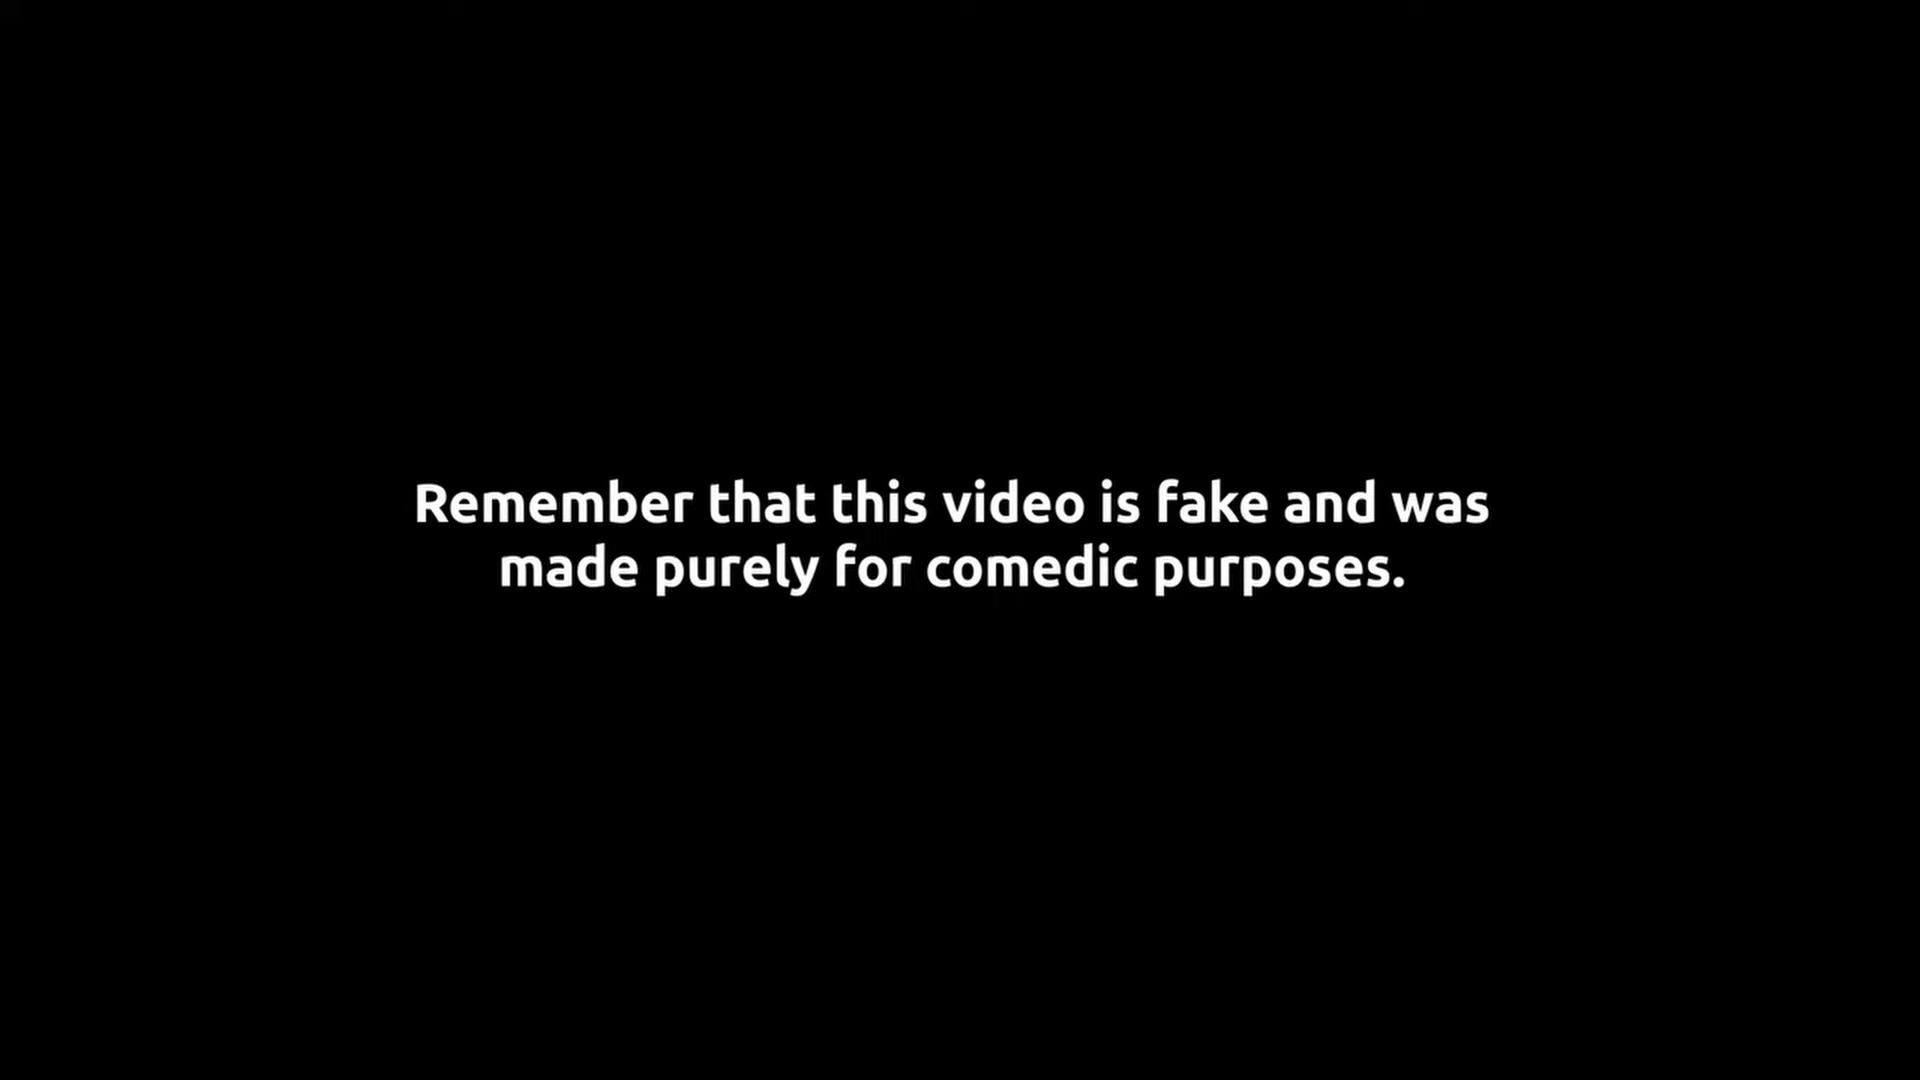 Remember that this video is fake and was
made purely for comedic purposes.